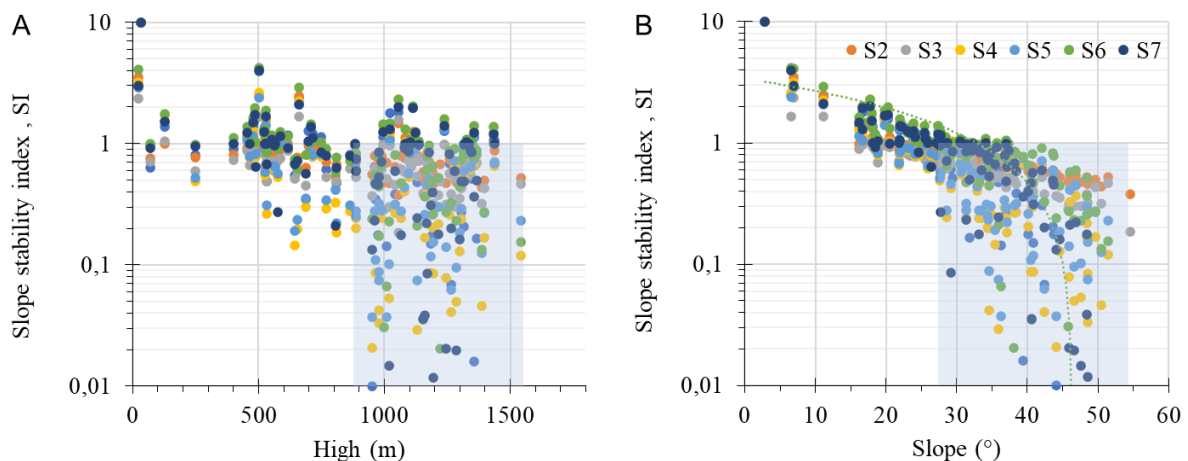 A
Slope stability index , SI
10
1
0,1
0,01
0
500
1000
1500
High (m)
B
S2 S3 S4 S5 S6 S7
Slope stability index, SI
10
1
0,1
0,01
0
10
20
30
40
50
60
Slope (°)